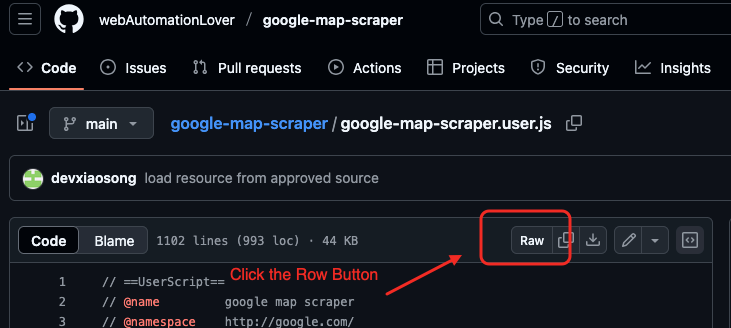 webAutomationLover / google-map-scraper
Type / to search
Code Issues Pull requests Actions Projects Security Insights
main google-map-scraper / google-map-scraper.user.js
devxiaosong load resource from approved source
Code Blame 1102 lines (993 loc) · 44 KB Raw
Click the Row Button
1 // ==UserScript==
2 // @name google map scraper
3 // @namespace http://google.com/